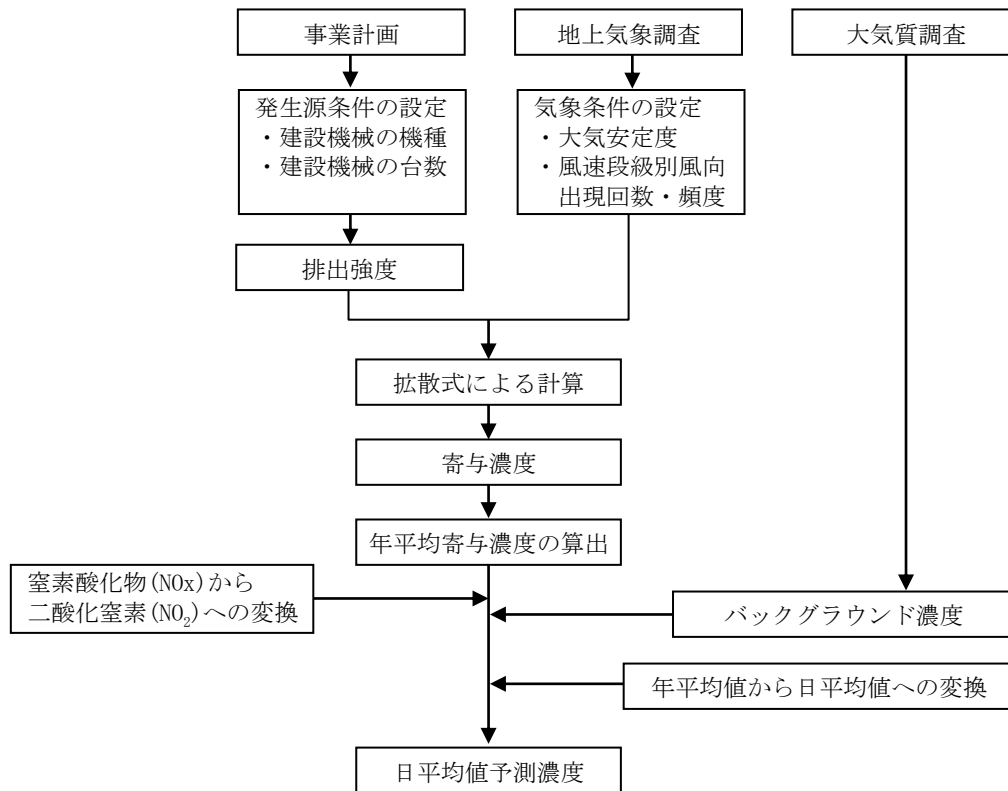 事業計画
地上気象調査
大気質調査
発生源条件の設定
・建設機械の機種
・建設機械の台数
気象条件の設定
・大気安定度
・風速段級別風向
出現回数・頻度
排出強度
拡散式による計算
寄与濃度
年平均寄与濃度の算出
窒素酸化物(NOx)から
二酸化窒素(NO₂)への変換
バックグラウンド濃度
年平均値から日平均値への変換
日平均値予測濃度